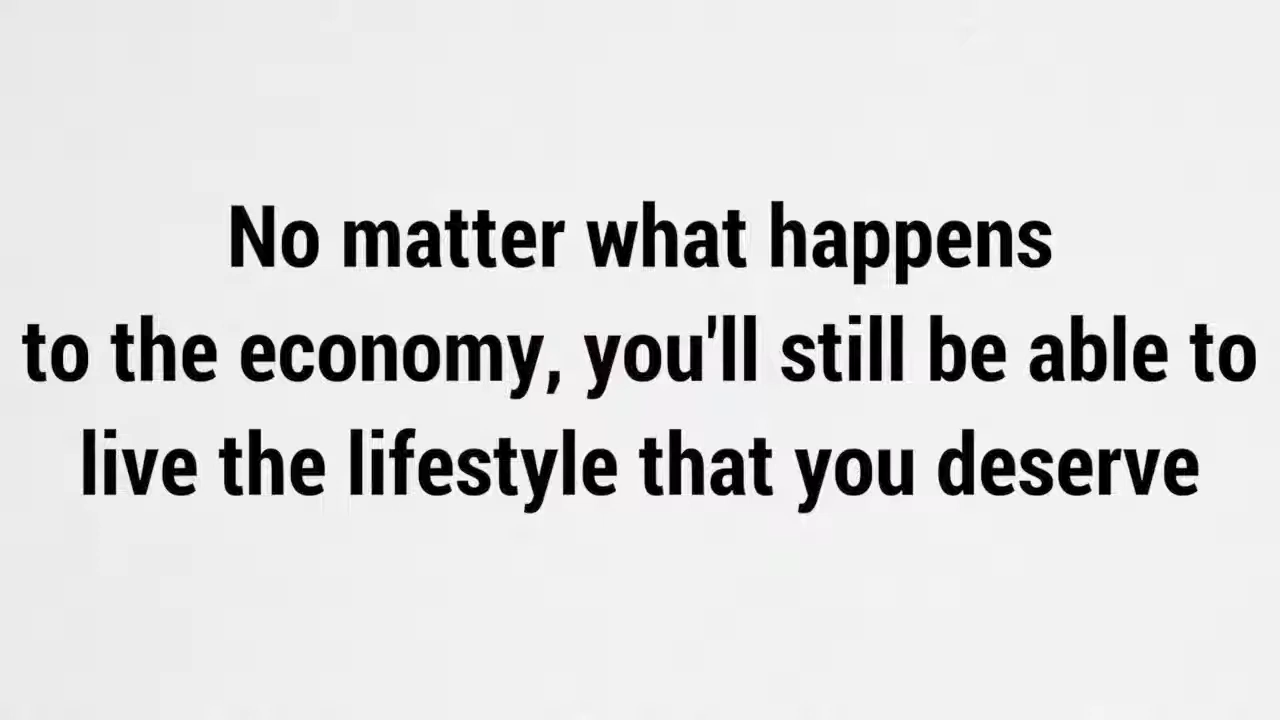 No matter what happens
to the economy, you'll still be able to
live the lifestyle that you deserve